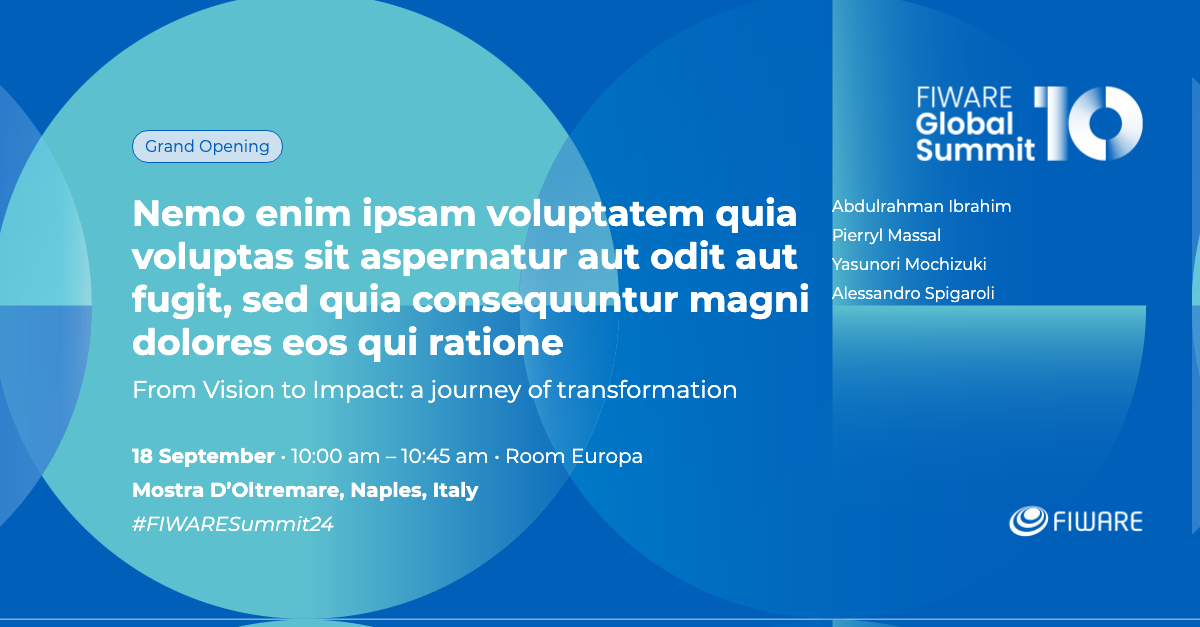 Grand Opening
Nemo enim ipsam voluptatem quia
voluptas sit aspernatur aut odit aut
fugit, sed quia consequuntur magni
dolores eos qui ratione
From Vision to Impact: a journey of transformation
18 September · 10:00 am – 10:45 am • Room Europa
Mostra D’Oltremare, Naples, Italy
#FIWARESummit24
FIWARE
Global
Summit 10
Abdulrahman Ibrahim
Pierryl Massal
Yasunori Mochizuki
Alessandro Spigaroli
FIWARE